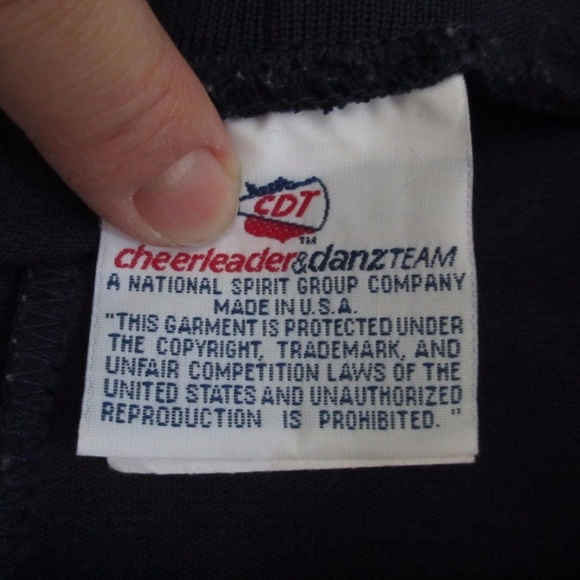 CDT
TM
cheerleader&danzTEAM
A NATIONAL SPIRIT GROUP COMPANY
MADE IN U.S.A.
"THIS GARMENT IS PROTECTED UNDER
THE COPYRIGHT, TRADEMARK, AND
UNFAIR COMPETITION LAWS OF THE
UNITED STATES AND UNAUTHORIZED
REPRODUCTION IS PROHIBITED."